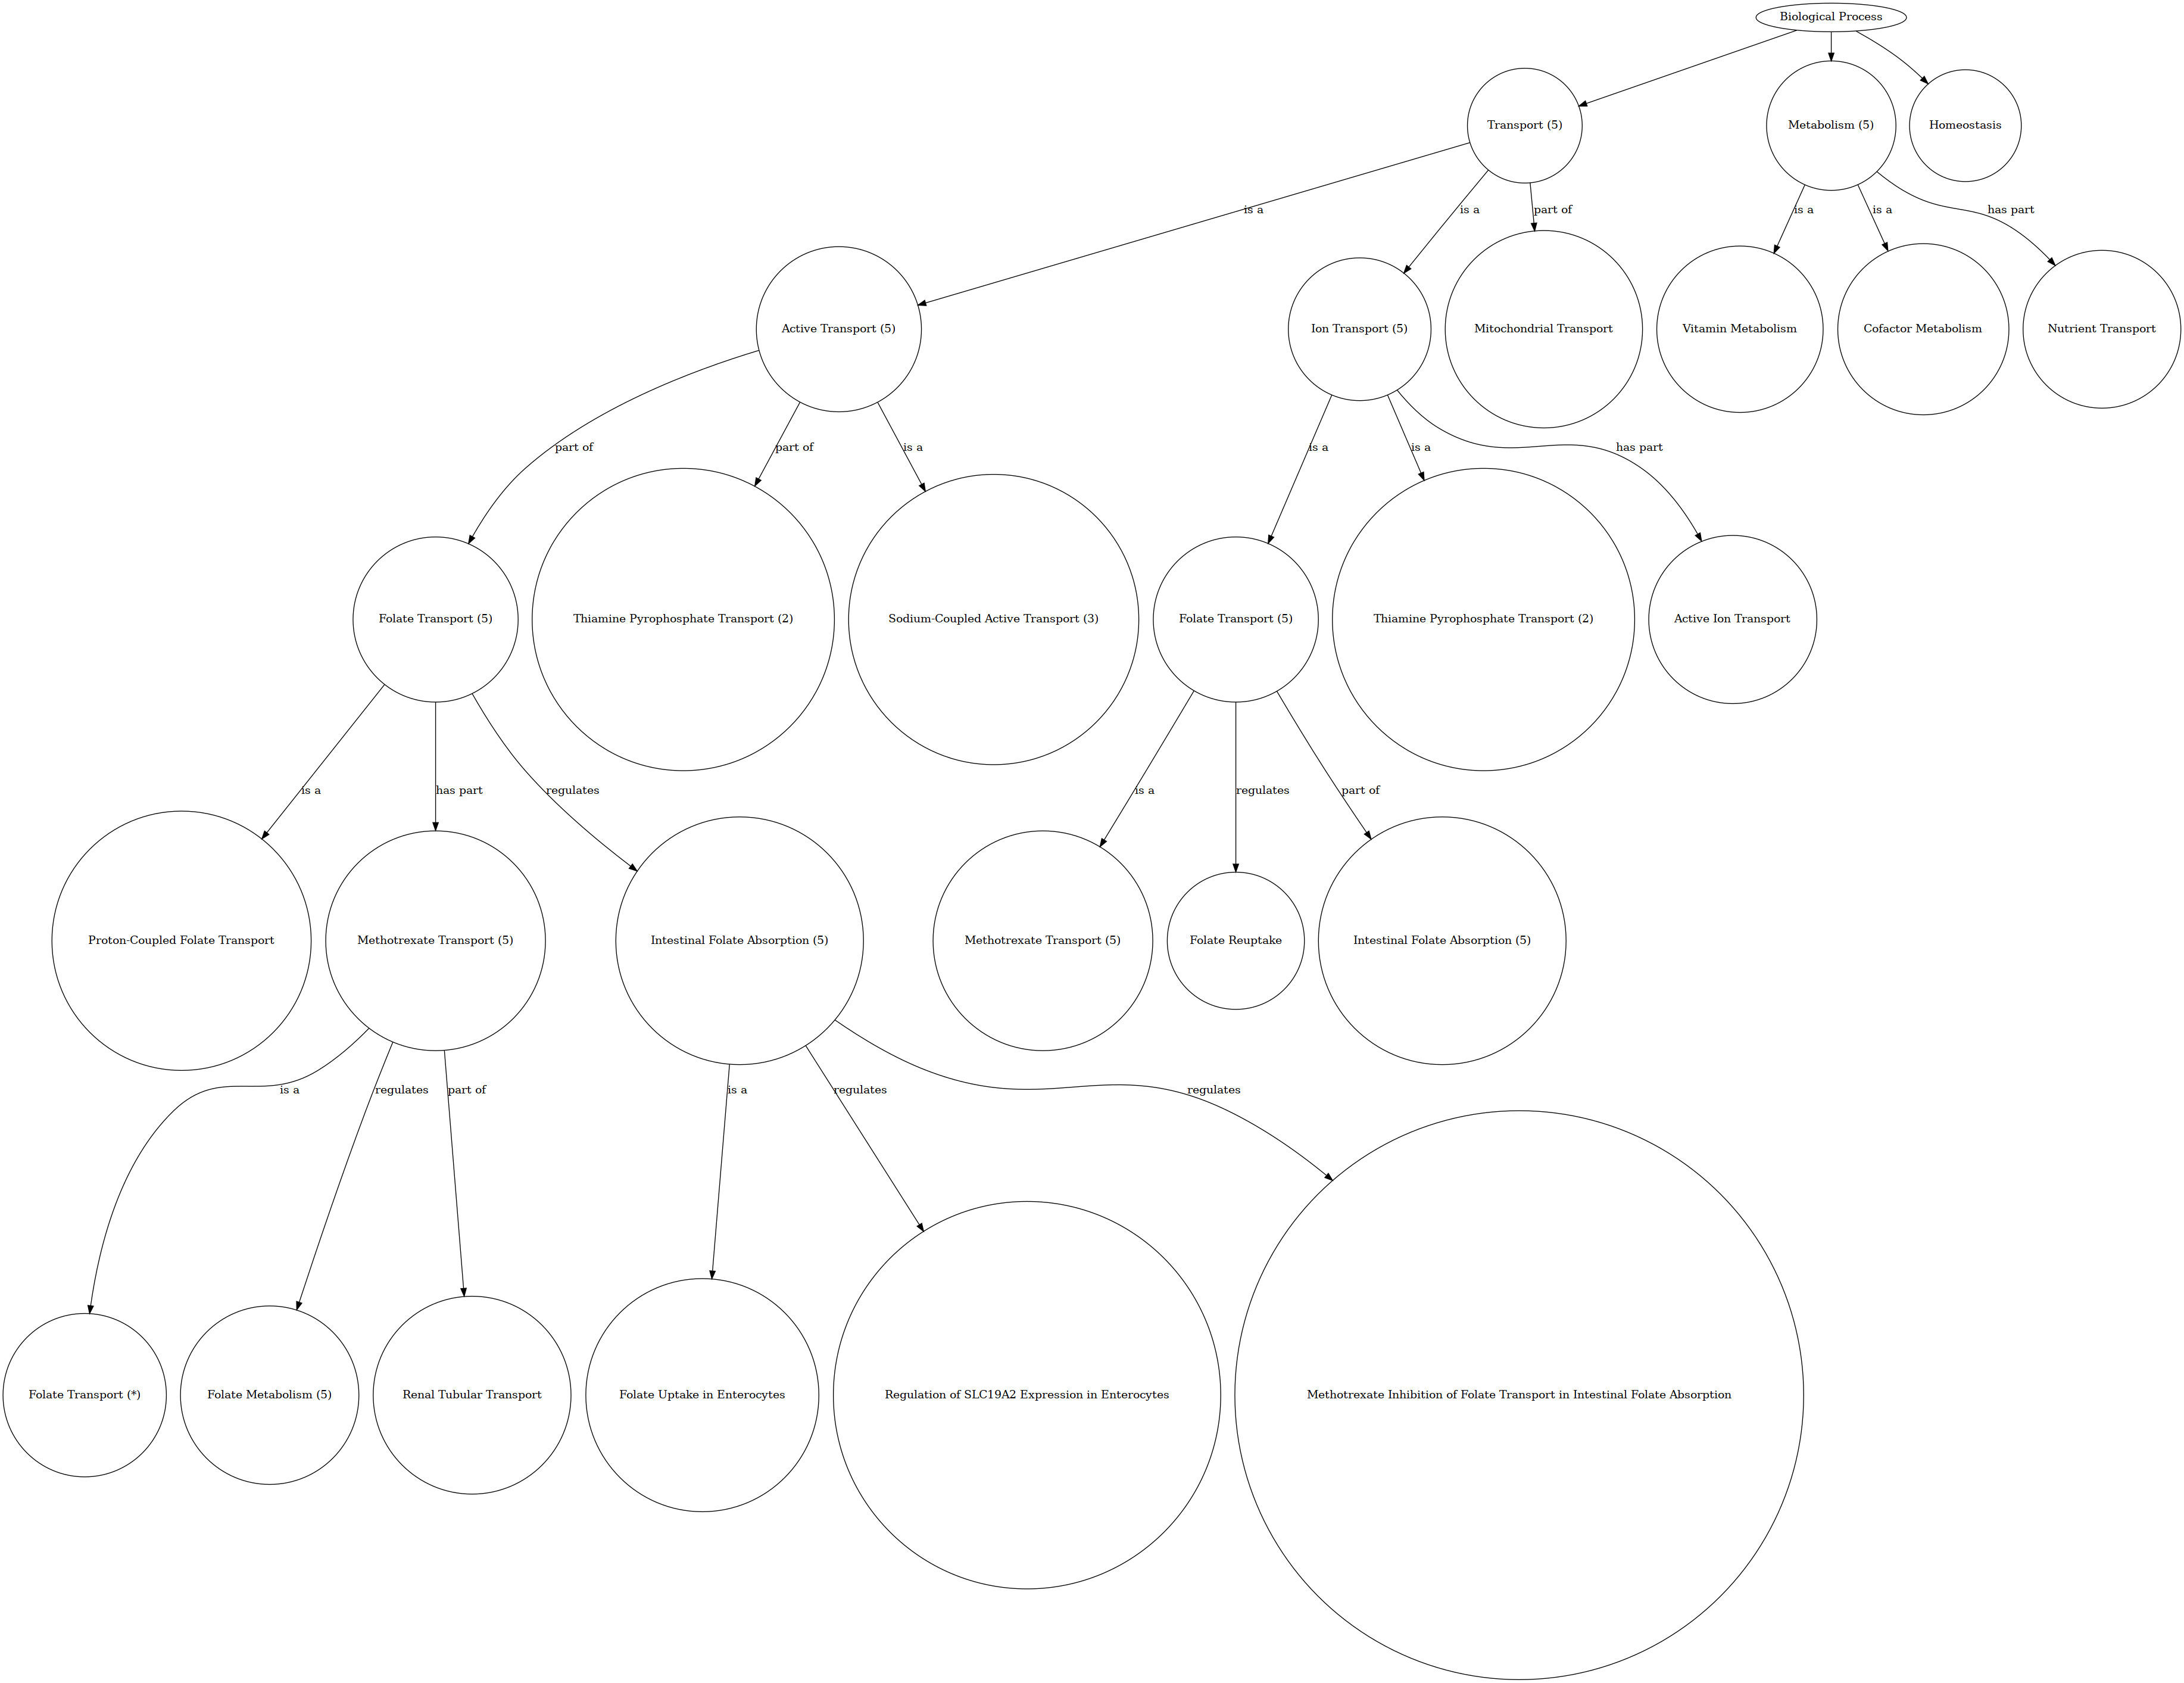 Biological Process
Transport (5)
Metabolism (5)
Homeostasis
is a
is a
part of
is a
is a
has part
Active Transport (5)
Ion Transport (5)
Mitochondrial Transport
Vitamin Metabolism
Cofactor Metabolism
Nutrient Transport
part of
part of
is a
is a
is a
has part
Folate Transport (5)
Thiamine Pyrophosphate Transport (2)
Sodium-Coupled Active Transport (3)
Folate Transport (5)
Thiamine Pyrophosphate Transport (2)
Active Ion Transport
is a
has part
regulates
is a
regulates
part of
Proton-Coupled Folate Transport
Methotrexate Transport (5)
Intestinal Folate Absorption (5)
Methotrexate Transport (5)
Folate Reuptake
Intestinal Folate Absorption (5)
is a
regulates
part of
is a
regulates
regulates
Folate Transport (*)
Folate Metabolism (5)
Renal Tubular Transport
Folate Uptake in Enterocytes
Regulation of SLC19A2 Expression in Enterocytes
Methotrexate Inhibition of Folate Transport in Intestinal Folate Absorption